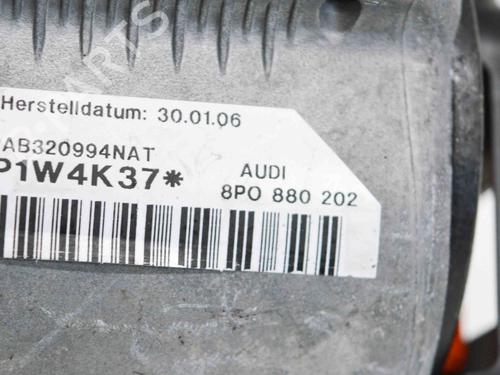 Herstelldatum: 30.01.06
AB320994NAT
P1W4K37*
AUDI
8P0 880 202